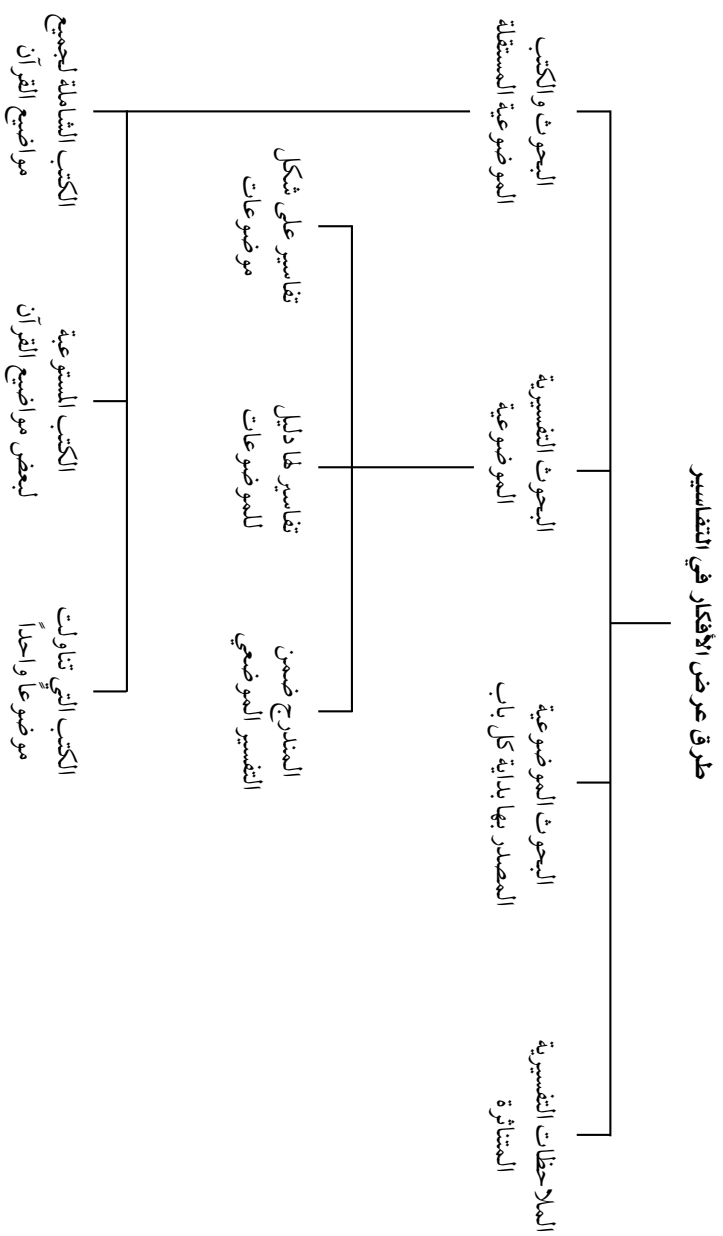 طرق عرض الأفكار في التفاسير
الملاحظات التفسيرية
المتناثرة
البحوث الموضوعية
المصدر بها بداية كل باب
البحوث التفسيرية
الموضوعية
البحوث والكتب
الموضوعية المستقلة
المندرج ضمن
التفسير الموضعي
تفاسير لها دليل
للموضوعات
تفاسير على شكل
موضوعات
الكتب التي تناولت
موضوعاً واحداً
الكتب المستوعبة
لبعض مواضيع القرآن
الكتب الشاملة لجميع
مواضيع القرآن